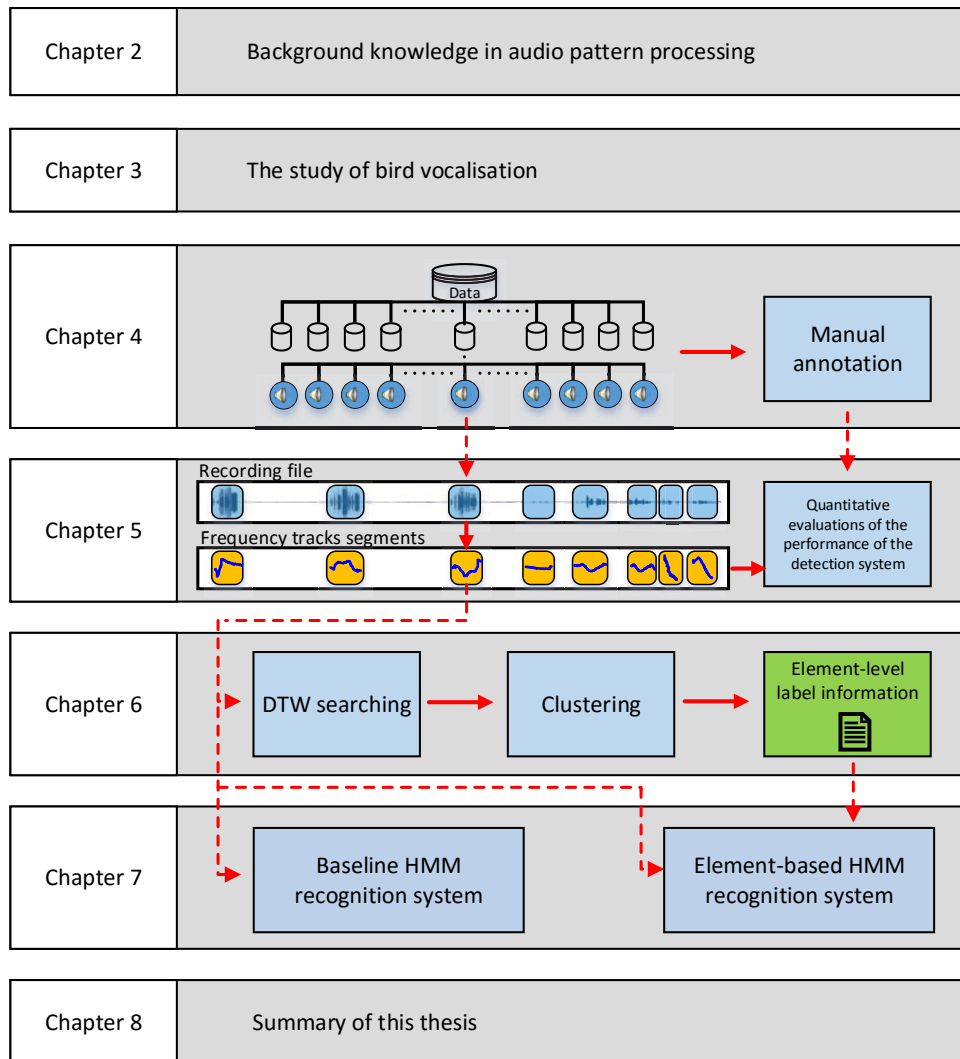 Chapter 2
Background knowledge in audio pattern processing
Chapter 3
The study of bird vocalisation
Chapter 4
Data
Manual
annotation
Chapter 5
Recording file
Frequency tracks segments
Quantitative
evaluations of the
performance of the
detection system
Chapter 6
DTW searching
Clustering
Element-level
label information
Chapter 7
Baseline HMM
recognition system
Element-based HMM
recognition system
Chapter 8
Summary of this thesis